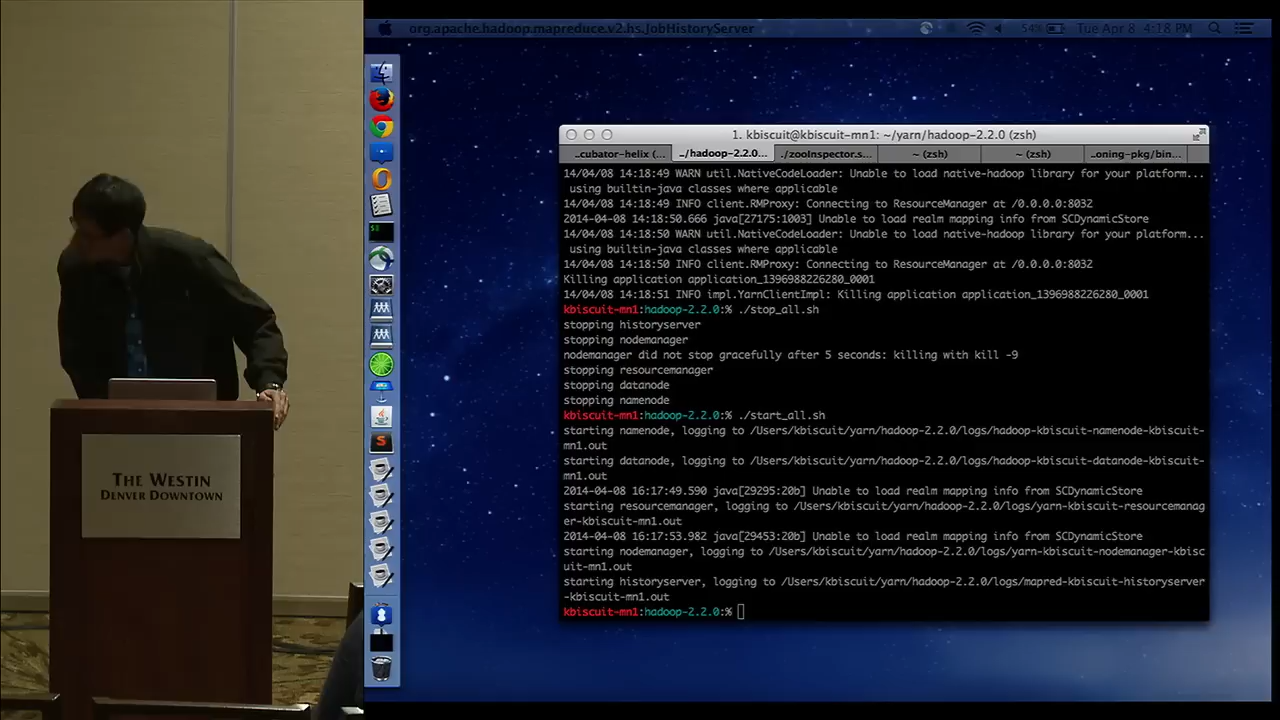 org.apache.hadoop.mapreduce.v2.hs.JobHistoryServer
54%
Tue Apr 8 4:18 PM
1. kbiscuit@kbiscuit-mn1: ~/yarn/hadoop-2.2.0 (zsh)
..cubator-helix (...
../hadoop-2.2.0...
./zooInspector.s...
~ (zsh)
~ (zsh)
..oning-pkg/bin...
14/04/08 14:18:49 WARN util.NativeCodeLoader: Unable to load native-hadoop library for your platform...
using builtin-java classes where applicable
14/04/08 14:18:49 INFO client.RMProxy: Connecting to ResourceManager at /0.0.0.0:8032
2014-04-08 14:18:50.666 java[27175:1003] Unable to load realm mapping info from SCDynamicStore
14/04/08 14:18:50 WARN util.NativeCodeLoader: Unable to load native-hadoop library for your platform...
using builtin-java classes where applicable
14/04/08 14:18:50 INFO client.RMProxy: Connecting to ResourceManager at /0.0.0.0:8032
Killing application application_1396988226280_0001
14/04/08 14:18:51 INFO impl.YarnClientImpl: Killing application application_1396988226280_0001
kbiscuit-mn1:hadoop-2.2.0:% ./stop_all.sh
stopping historyserver
stopping nodemanager
nodemanager did not stop gracefully after 5 seconds: killing with kill -9
stopping resourcemanager
stopping datanode
stopping namenode
kbiscuit-mn1:hadoop-2.2.0:% ./start_all.sh
starting namenode, logging to /Users/kbiscuit/yarn/hadoop-2.2.0/logs/hadoop-kbiscuit-namenode-kbiscuit-
mn1.out
starting datanode, logging to /Users/kbiscuit/yarn/hadoop-2.2.0/logs/hadoop-kbiscuit-datanode-kbiscuit-
mn1.out
2014-04-08 16:17:49.590 java[29295:20b] Unable to load realm mapping info from SCDynamicStore
starting resourcemanager, logging to /Users/kbiscuit/yarn/hadoop-2.2.0/logs/yarn-kbiscuit-resourcemanag
er-kbiscuit-mn1.out
2014-04-08 16:17:53.982 java[29453:20b] Unable to load realm mapping info from SCDynamicStore
starting nodemanager, logging to /Users/kbiscuit/yarn/hadoop-2.2.0/logs/yarn-kbiscuit-nodemanager-kbisc
uit-mn1.out
starting historyserver, logging to /Users/kbiscuit/yarn/hadoop-2.2.0/logs/mapred-kbiscuit-historyserver
-kbiscuit-mn1.out
kbiscuit-mn1:hadoop-2.2.0:%
THE WESTIN
DENVER DOWNTOWN